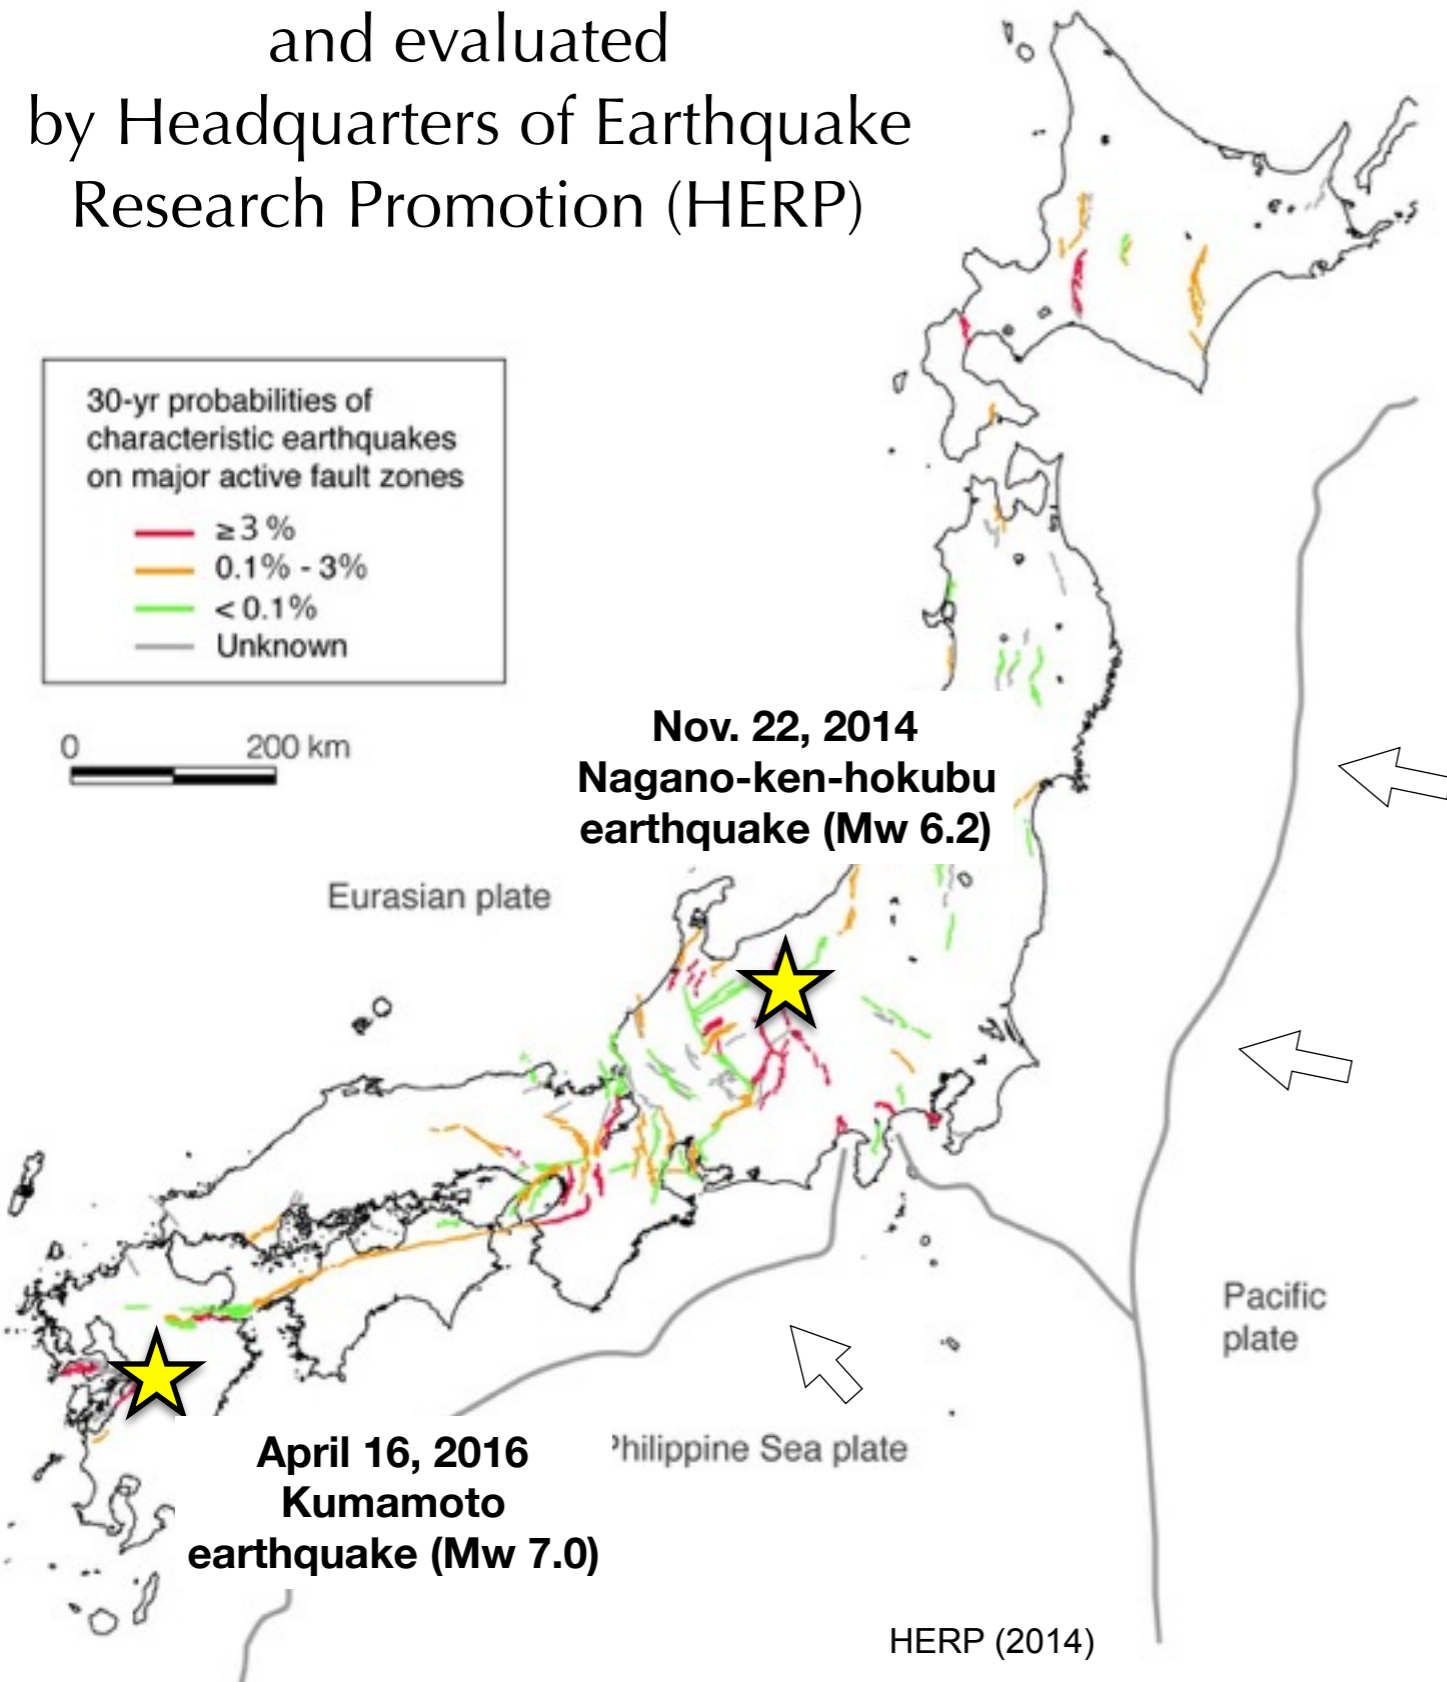 and evaluated
by Headquarters of Earthquake
Research Promotion (HERP)
30-yr probabilities of
characteristic earthquakes
on major active fault zones
≥ 3 %
0.1% - 3%
< 0.1%
Unknown
0 200 km
Nov. 22, 2014
Nagano-ken-hokubu
earthquake (Mw 6.2)
Eurasian plate
Pacific
plate
Philippine Sea plate
April 16, 2016
Kumamoto
earthquake (Mw 7.0)
HERP (2014)